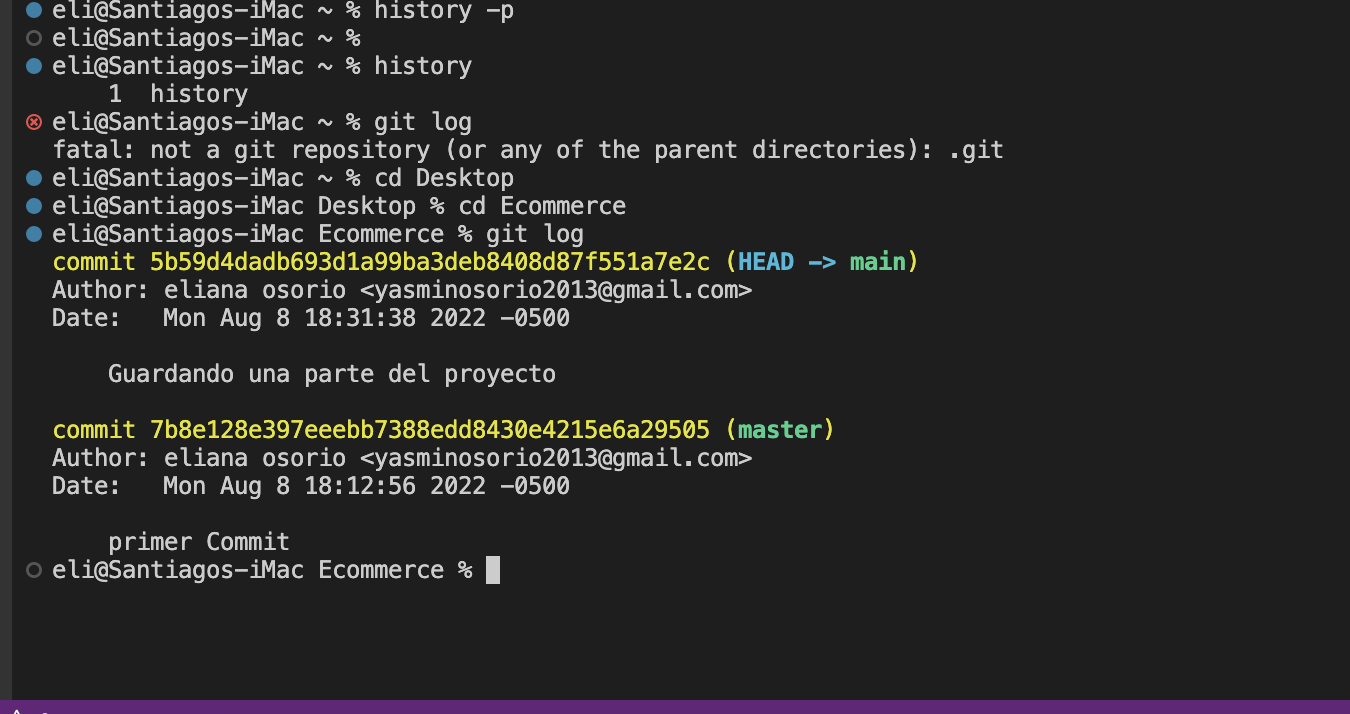 eli@Santiagos-iMac ~ % history -p
eli@Santiagos-iMac ~ %
eli@Santiagos-iMac ~ % history
    1  history
eli@Santiagos-iMac ~ % git log
fatal: not a git repository (or any of the parent directories): .git
eli@Santiagos-iMac ~ % cd Desktop
eli@Santiagos-iMac Desktop % cd Ecommerce
eli@Santiagos-iMac Ecommerce % git log
commit 5b59d4dadb693d1a99ba3deb8408d87f551a7e2c (HEAD -> main)
Author: eliana osorio <yasminosorio2013@gmail.com>
Date:   Mon Aug 8 18:31:38 2022 -0500
    Guardando una parte del proyecto
commit 7b8e128e397eeebb7388edd8430e4215e6a29505 (master)
Author: eliana osorio <yasminosorio2013@gmail.com>
Date:   Mon Aug 8 18:12:56 2022 -0500
    primer Commit
eli@Santiagos-iMac Ecommerce %